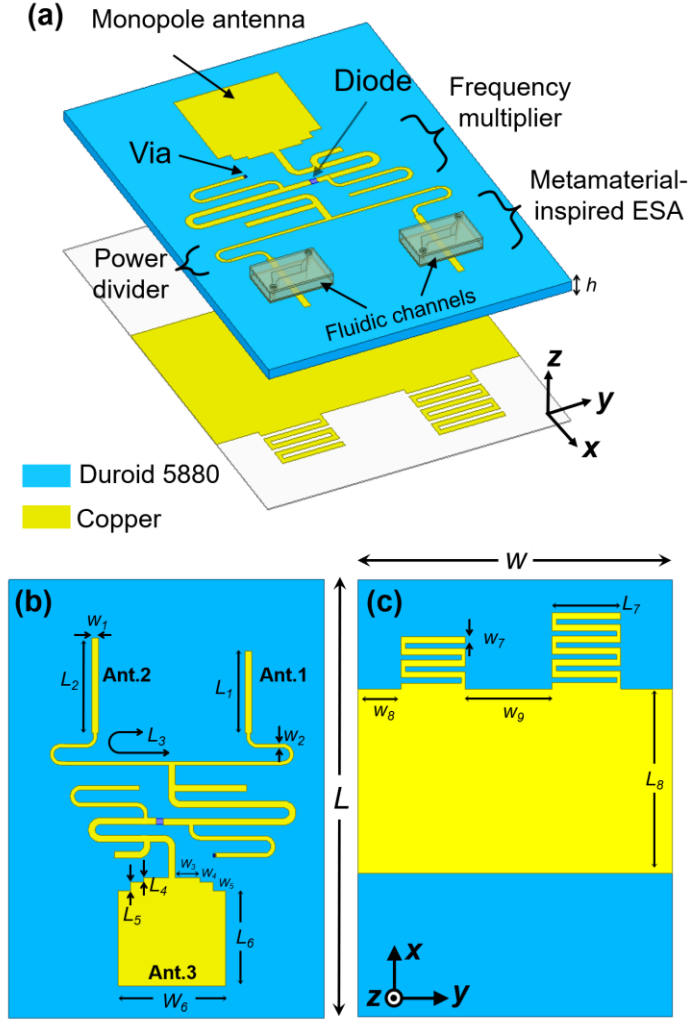 (a)
Monopole antenna
Diode
Frequency
multiplier
Via
Metamaterial-
inspired ESA
Power
divider
Fluidic channels
h
z
y
x
Duroid 5880
Copper
(b)
w1
L2
Ant.2
L1
Ant.1
L3
w2
w3
w4
w5
L4
L5
L6
Ant.3
W6
L
W
(c)
L7
w7
w8
w9
L8
x
z
y